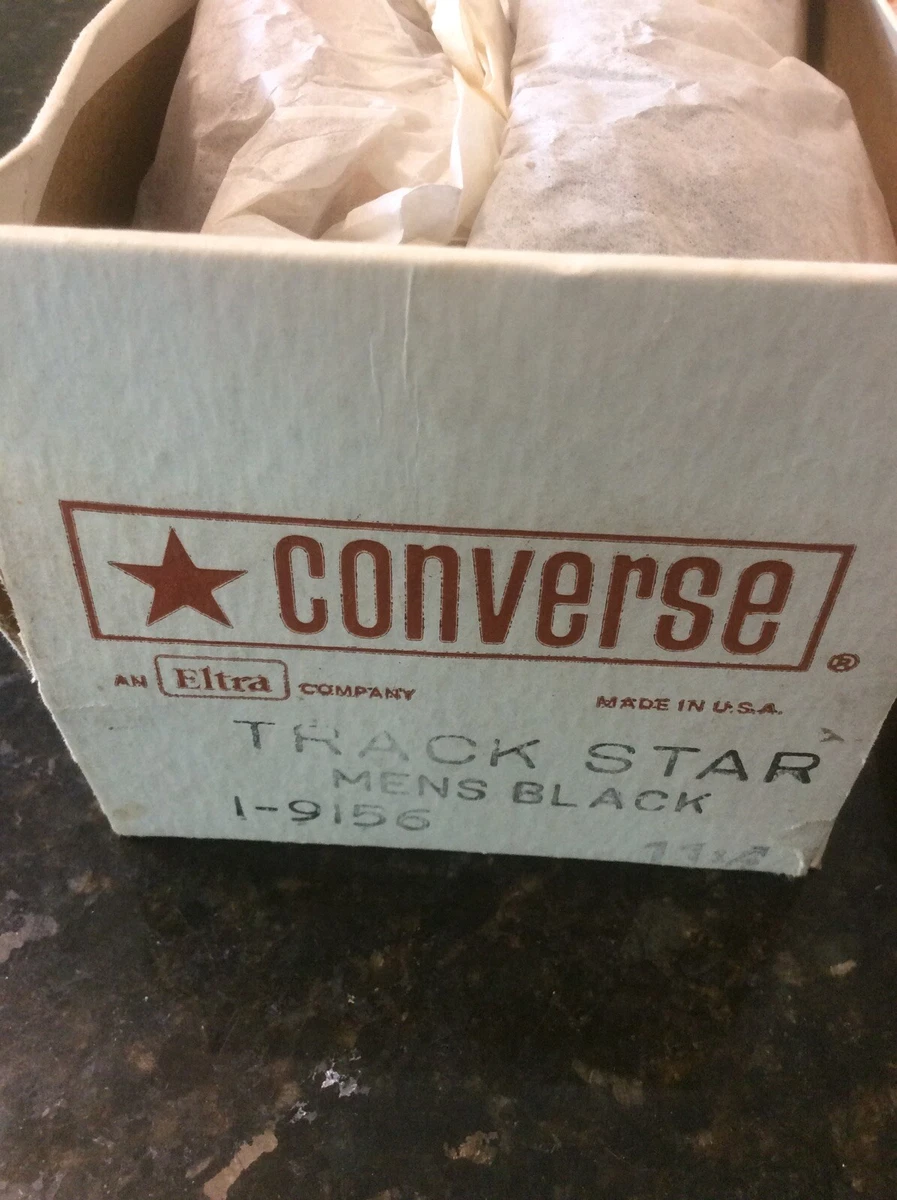 ★ converse ®
AN Eltra COMPANY MADE IN U.S.A.
TRACK STAR
MENS BLACK
1-9156